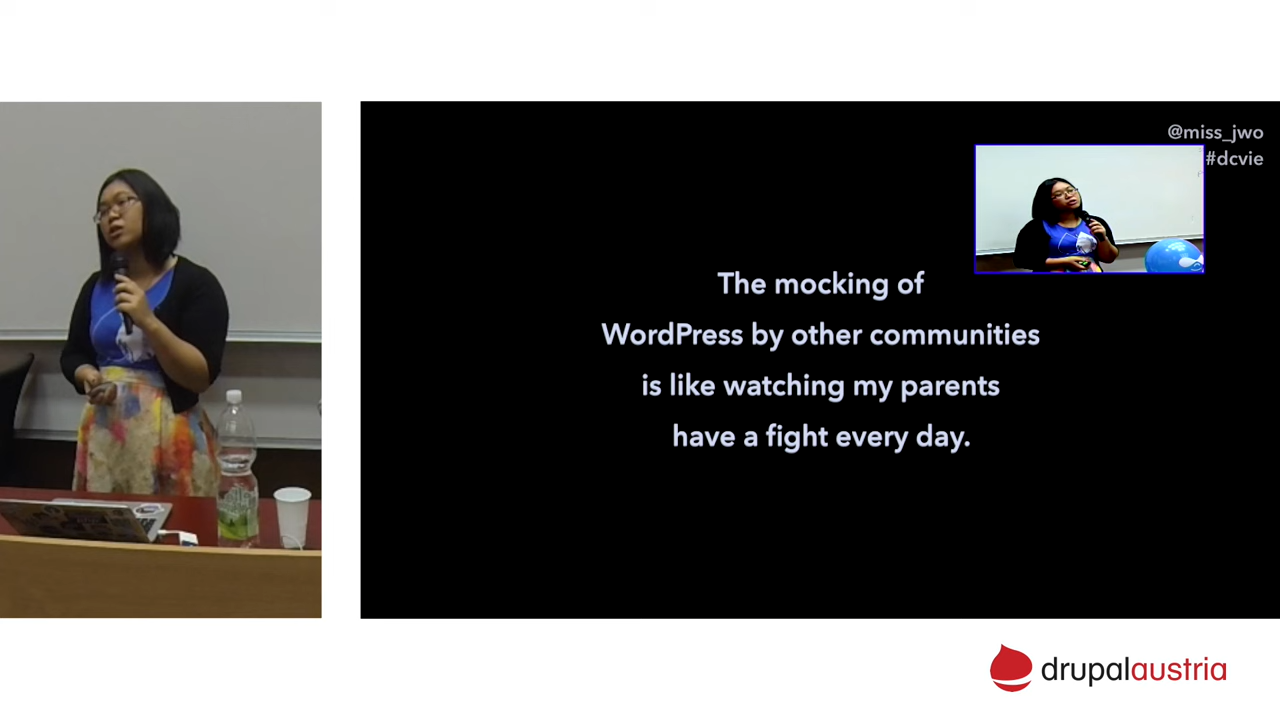 @miss_jwo
#dcvie
The mocking of
WordPress by other communities
is like watching my parents
have a fight every day.
drupalaustria